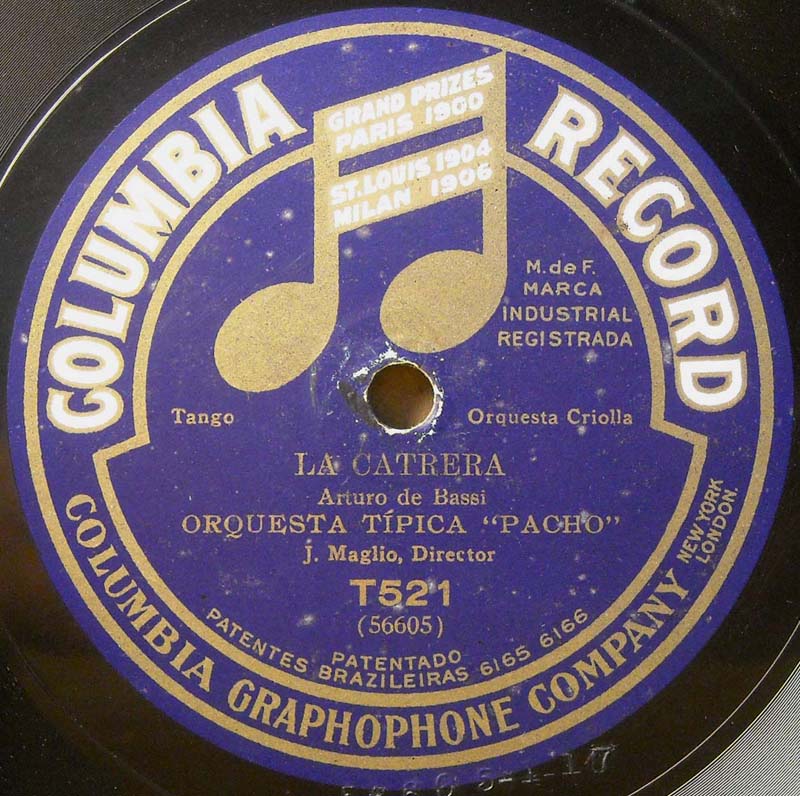 COLUMBIA RECORD
GRAND PRIZES
PARIS 1900
ST. LOUIS 1904
MILAN 1906
M. de F.
MARCA
INDUSTRIAL
REGISTRADA
Tango
Orquesta Criolla
LA CATRERA
Arturo de Bassi
ORQUESTA TÍPICA “PACHO”
J. Maglio, Director
T521
(56605)
PATENTADO
PATENTES BRAZILEIRAS 6165 6166
COLUMBIA GRAPHOPHONE COMPANY
NEW YORK
LONDON.